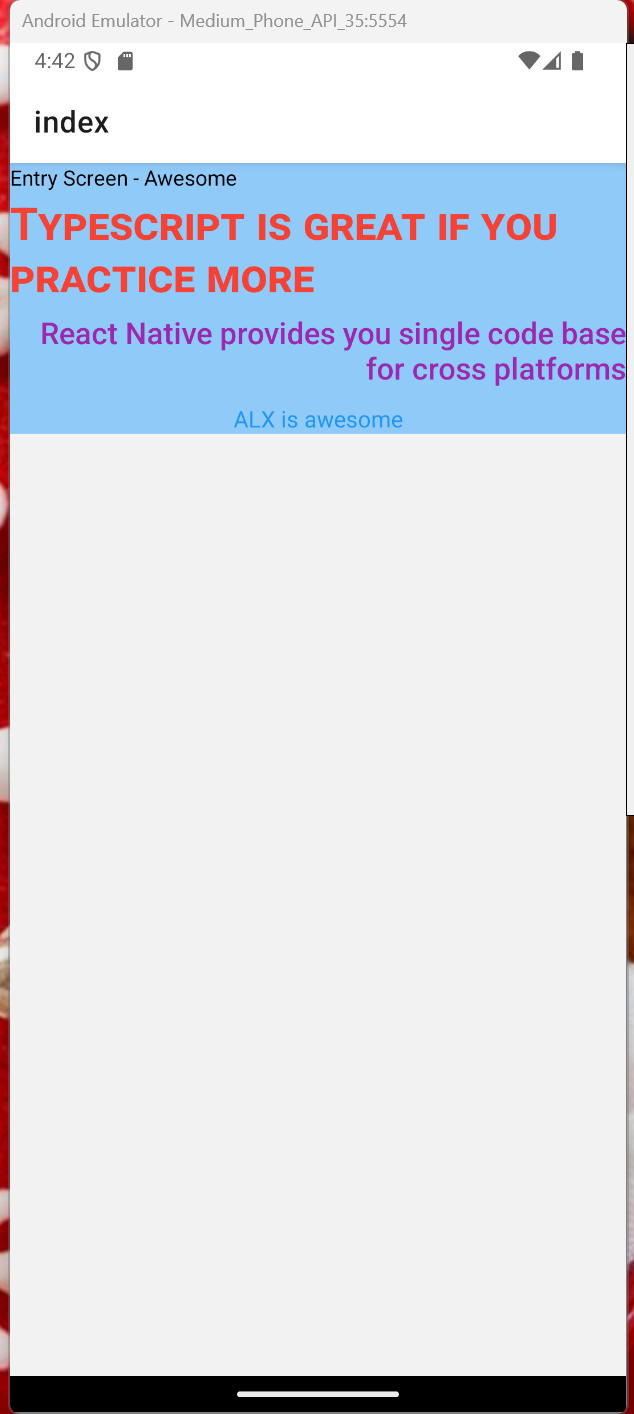 Android Emulator - Medium_Phone_API_35:5554
4:42
index
Entry Screen - Awesome
Typescript is great if you
practice more
React Native provides you single code base
for cross platforms
ALX is awesome